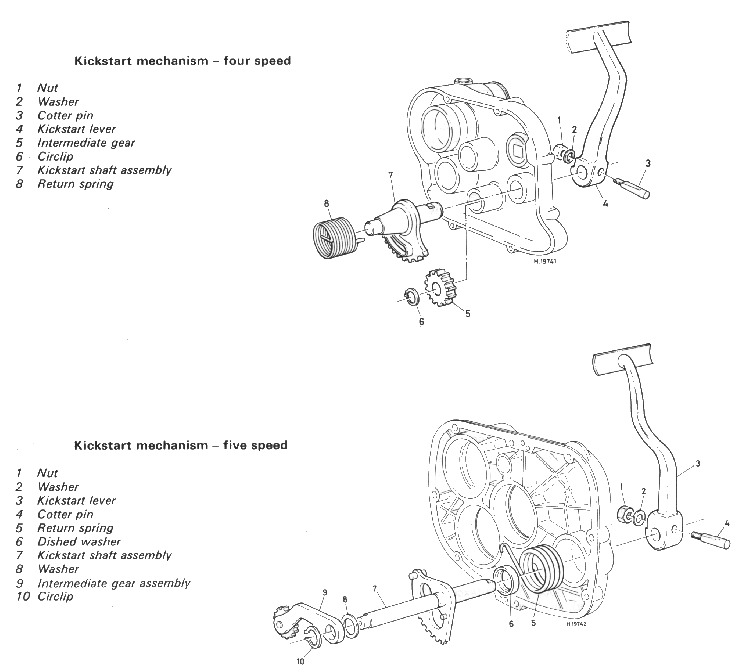 Kickstart mechanism – four speed
1 Nut
2 Washer
3 Cotter pin
4 Kickstart lever
5 Intermediate gear
6 Circlip
7 Kickstart shaft assembly
8 Return spring
1
2
3
4
7
8
H.19741
6
5
Kickstart mechanism – five speed
1 Nut
2 Washer
3 Kickstart lever
4 Cotter pin
5 Return spring
6 Dished washer
7 Kickstart shaft assembly
8 Washer
9 Intermediate gear assembly
10 Circlip
3
1
2
4
9
8
7
6
5
H.19742
10